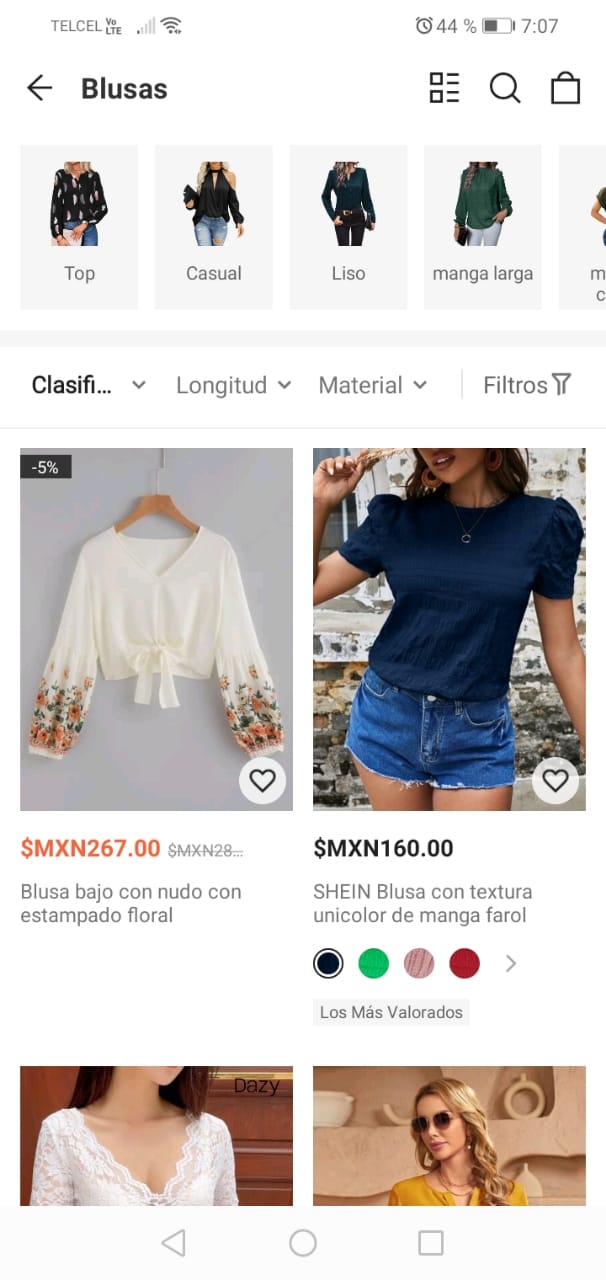 TELCEL Vo LTE 44 % 7:07
Blusas
Top
Casual
Liso
manga larga
Clasifi...
Longitud
Material
Filtros
-5%
$MXN267.00 $MXN28...
Blusa bajo con nudo con
estampado floral
$MXN160.00
SHEIN Blusa con textura
unicolor de manga farol
Los Más Valorados
Dazy